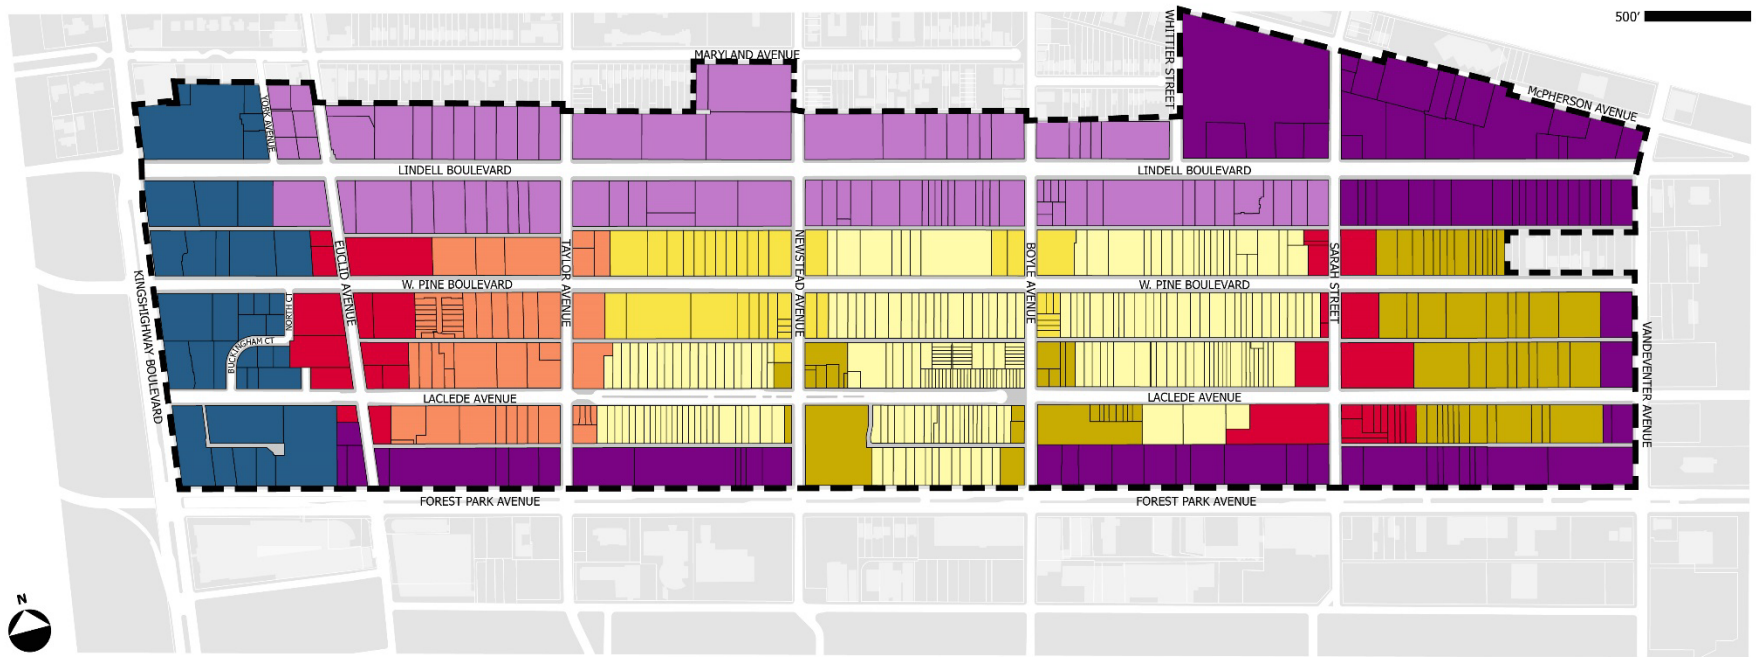 500'
WHITTIER STREET
MARYLAND AVENUE
McPHERSON AVENUE
YORK AVENUE
LINDELL BOULEVARD
LINDELL BOULEVARD
KINGSHIGHWAY BOULEVARD
EUCLID AVENUE
TAYLOR AVENUE
NEWSTEAD AVENUE
BOYLE AVENUE
SARAH STREET
W. PINE BOULEVARD
W. PINE BOULEVARD
NORTH CT
BUCKINGHAM CT
VANDEVENTER AVENUE
LACLEDE AVENUE
LACLEDE AVENUE
FOREST PARK AVENUE
FOREST PARK AVENUE
N